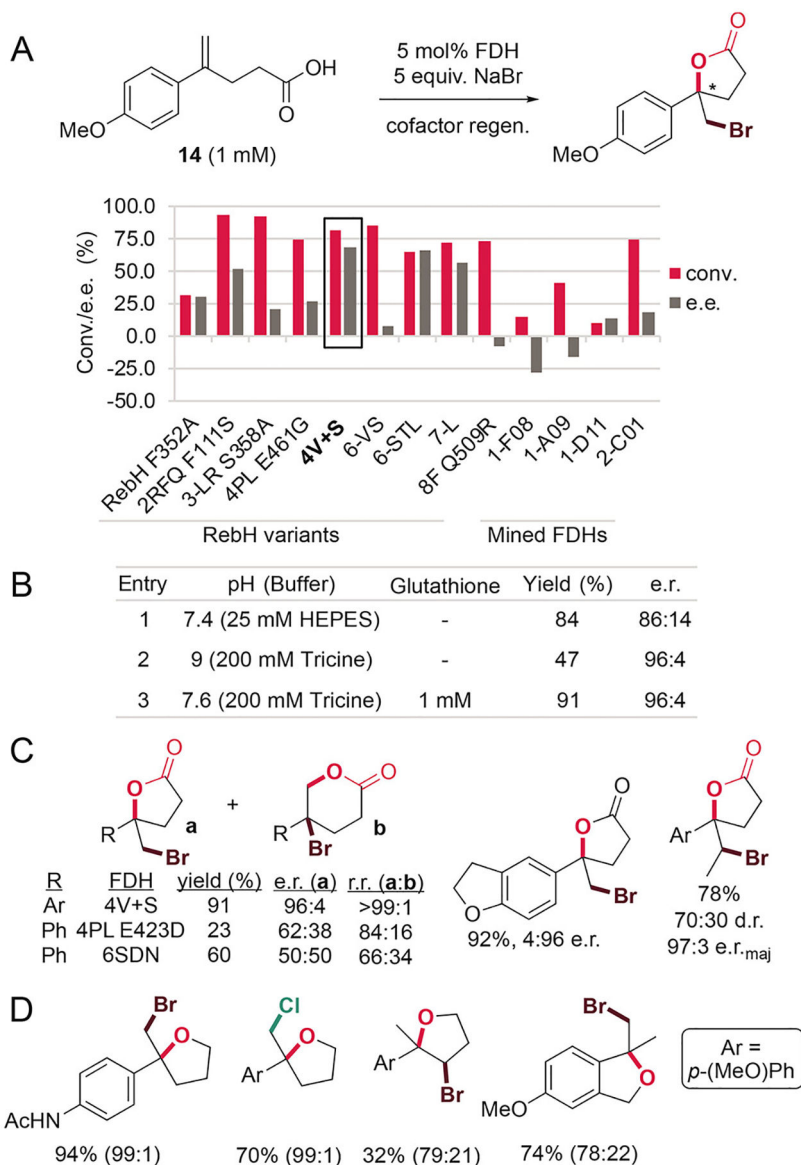 A
OH
O
MeO
14 (1 mM)
5 mol% FDH
5 equiv. NaBr
cofactor regen.
O
O
*
Br
MeO
Conv./e.e. (%)
100.0
75.0
50.0
25.0
0.0
-25.0
-50.0
conv.
e.e.
RebH F352A
2RFQ F111S
3-LR S358A
4PL E461G
4V+S
6-VS
6-STL
7-L
8F Q509R
1-F08
1-A09
1-D11
2-C01
RebH variants
Mined FDHs
B
Entry pH (Buffer) Glutathione Yield (%) e.r.
1 7.4 (25 mM HEPES) - 84 86:14
2 9 (200 mM Tricine) - 47 96:4
3 7.6 (200 mM Tricine) 1 mM 91 96:4
C
O
O
R
a
Br
+
O
O
R
Br
b
R FDH yield (%) e.r. (a) r.r. (a:b)
Ar 4V+S 91 96:4 >99:1
Ph 4PL E423D 23 62:38 84:16
Ph 6SDN 60 50:50 66:34
O
O
O
Br
92%, 4:96 e.r.
O
O
Ar
Br
78%
70:30 d.r.
97:3 e.r.maj
D
Br
O
AcHN
94% (99:1)
Cl
O
Ar
70% (99:1)
O
Ar
Br
32% (79:21)
Br
O
MeO
74% (78:22)
Ar =
p-(MeO)Ph